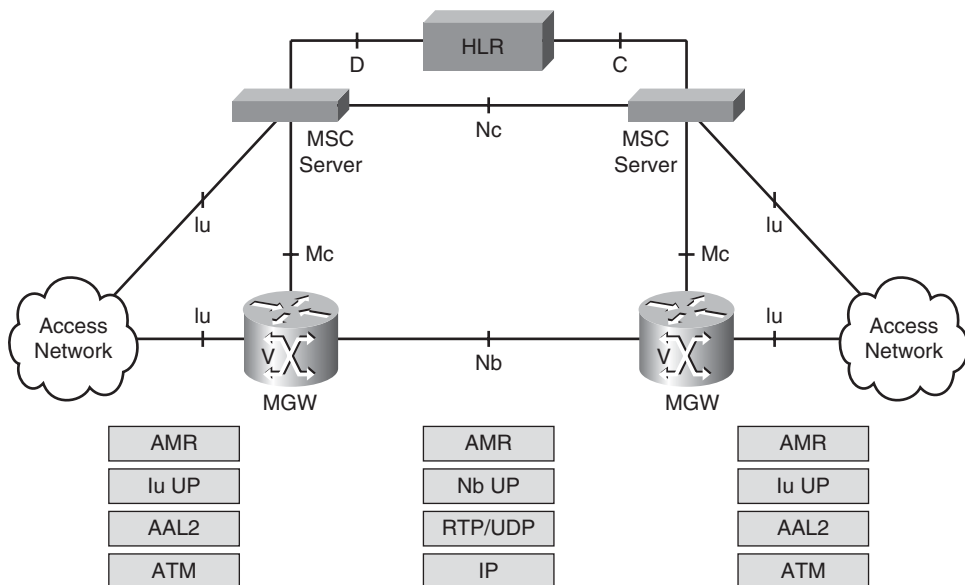 HLR
D
C
MSC
Server
Nc
MSC
Server
Iu
Iu
Mc
Mc
Access
Network
Iu
V
Nb
V
Iu
Access
Network
MGW
MGW
AMR
AMR
AMR
Iu UP
Nb UP
Iu UP
AAL2
RTP/UDP
AAL2
ATM
IP
ATM